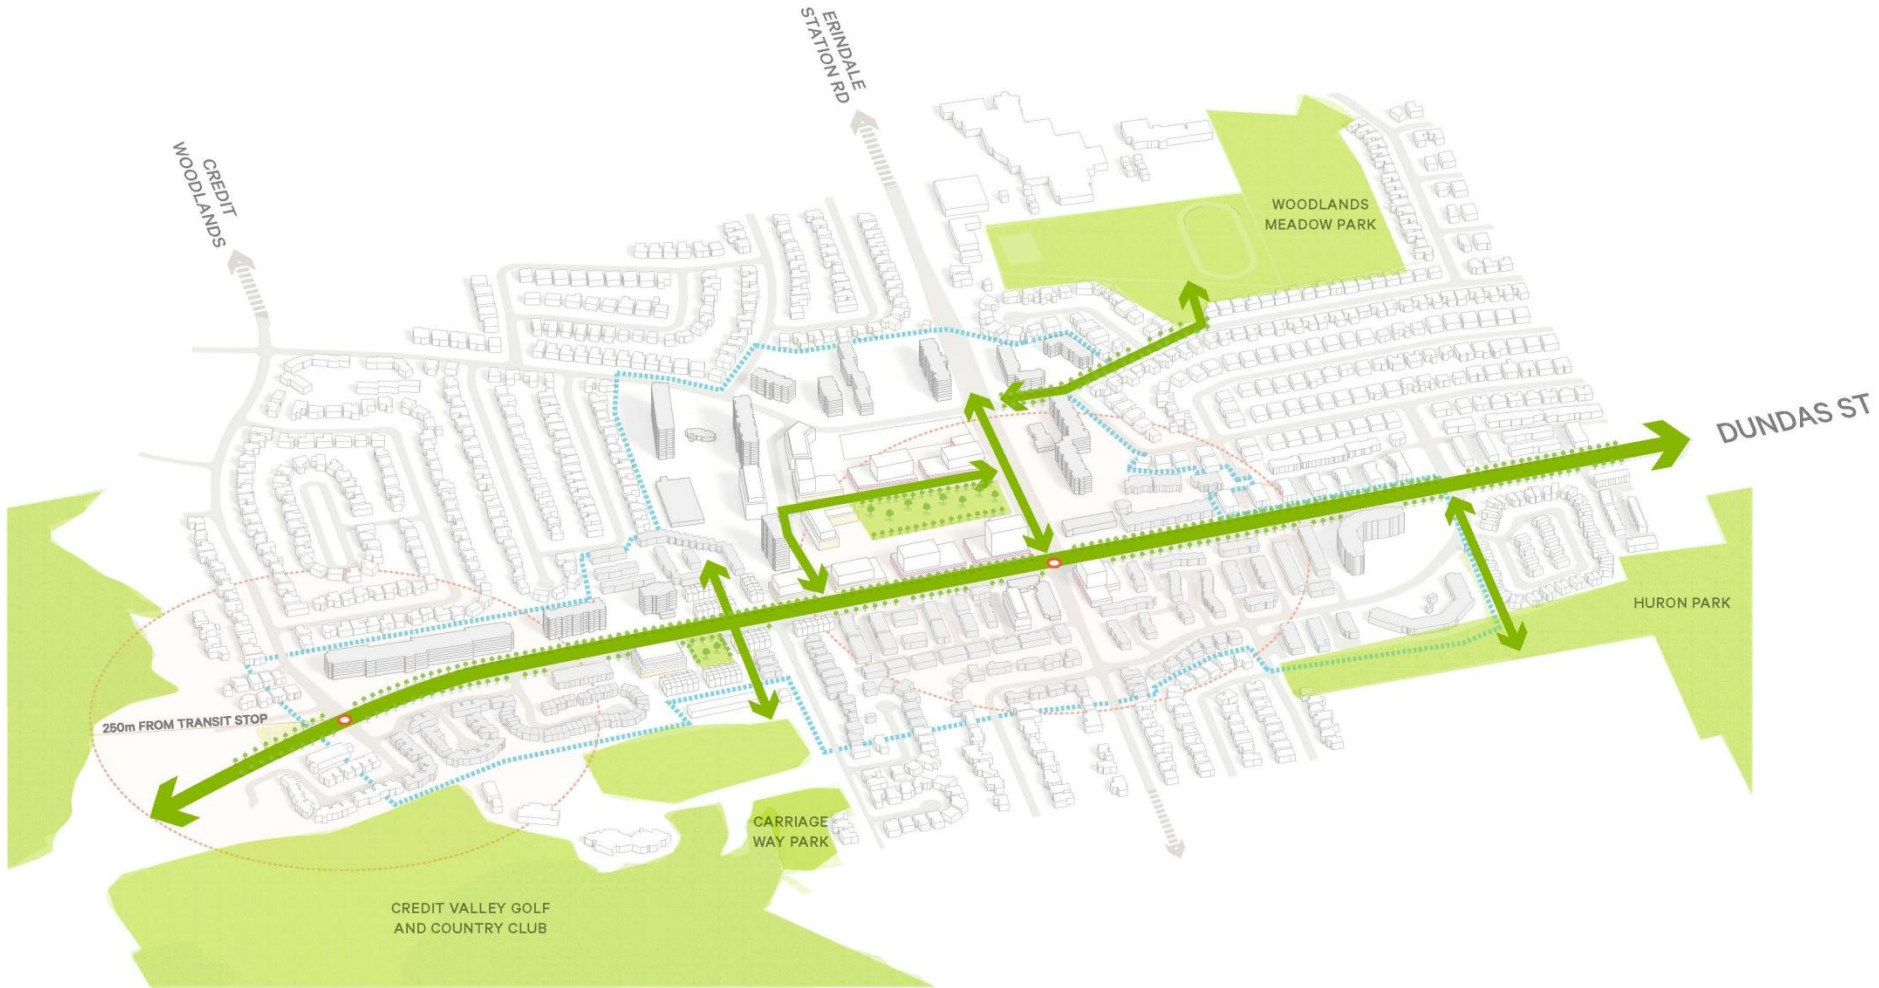 ERINDALE
STATION RD
CREDIT
WOODLANDS
WOODLANDS
MEADOW PARK
DUNDAS ST
HURON PARK
250m FROM TRANSIT STOP
CARRIAGE
WAY PARK
CREDIT VALLEY GOLF
AND COUNTRY CLUB